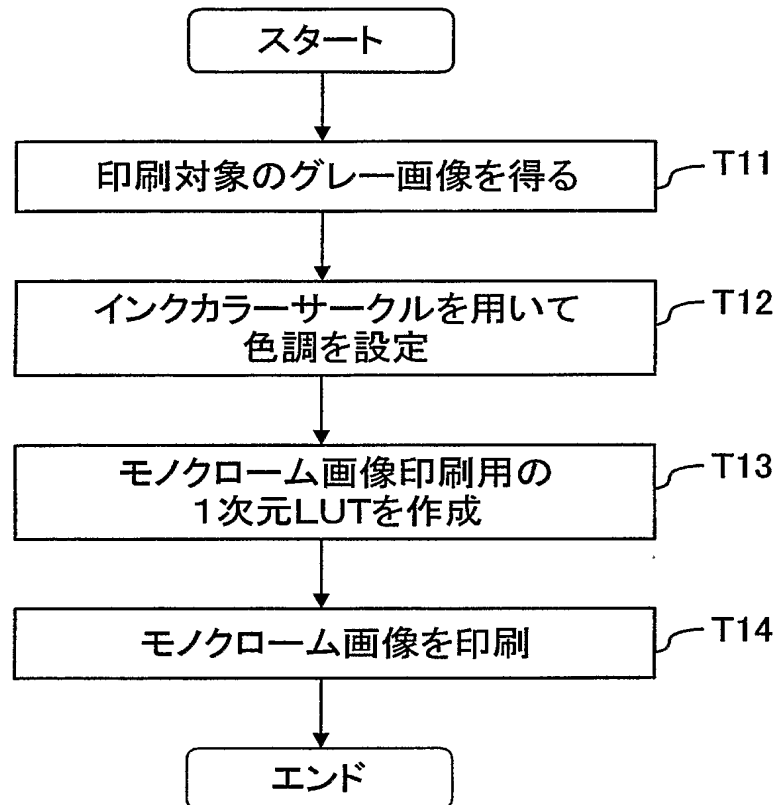 スタート
印刷対象のグレー画像を得る
T11
インクカラーサークルを用いて
色調を設定
T12
モノクローム画像印刷用の
1次元LUTを作成
T13
モノクローム画像を印刷
T14
エンド